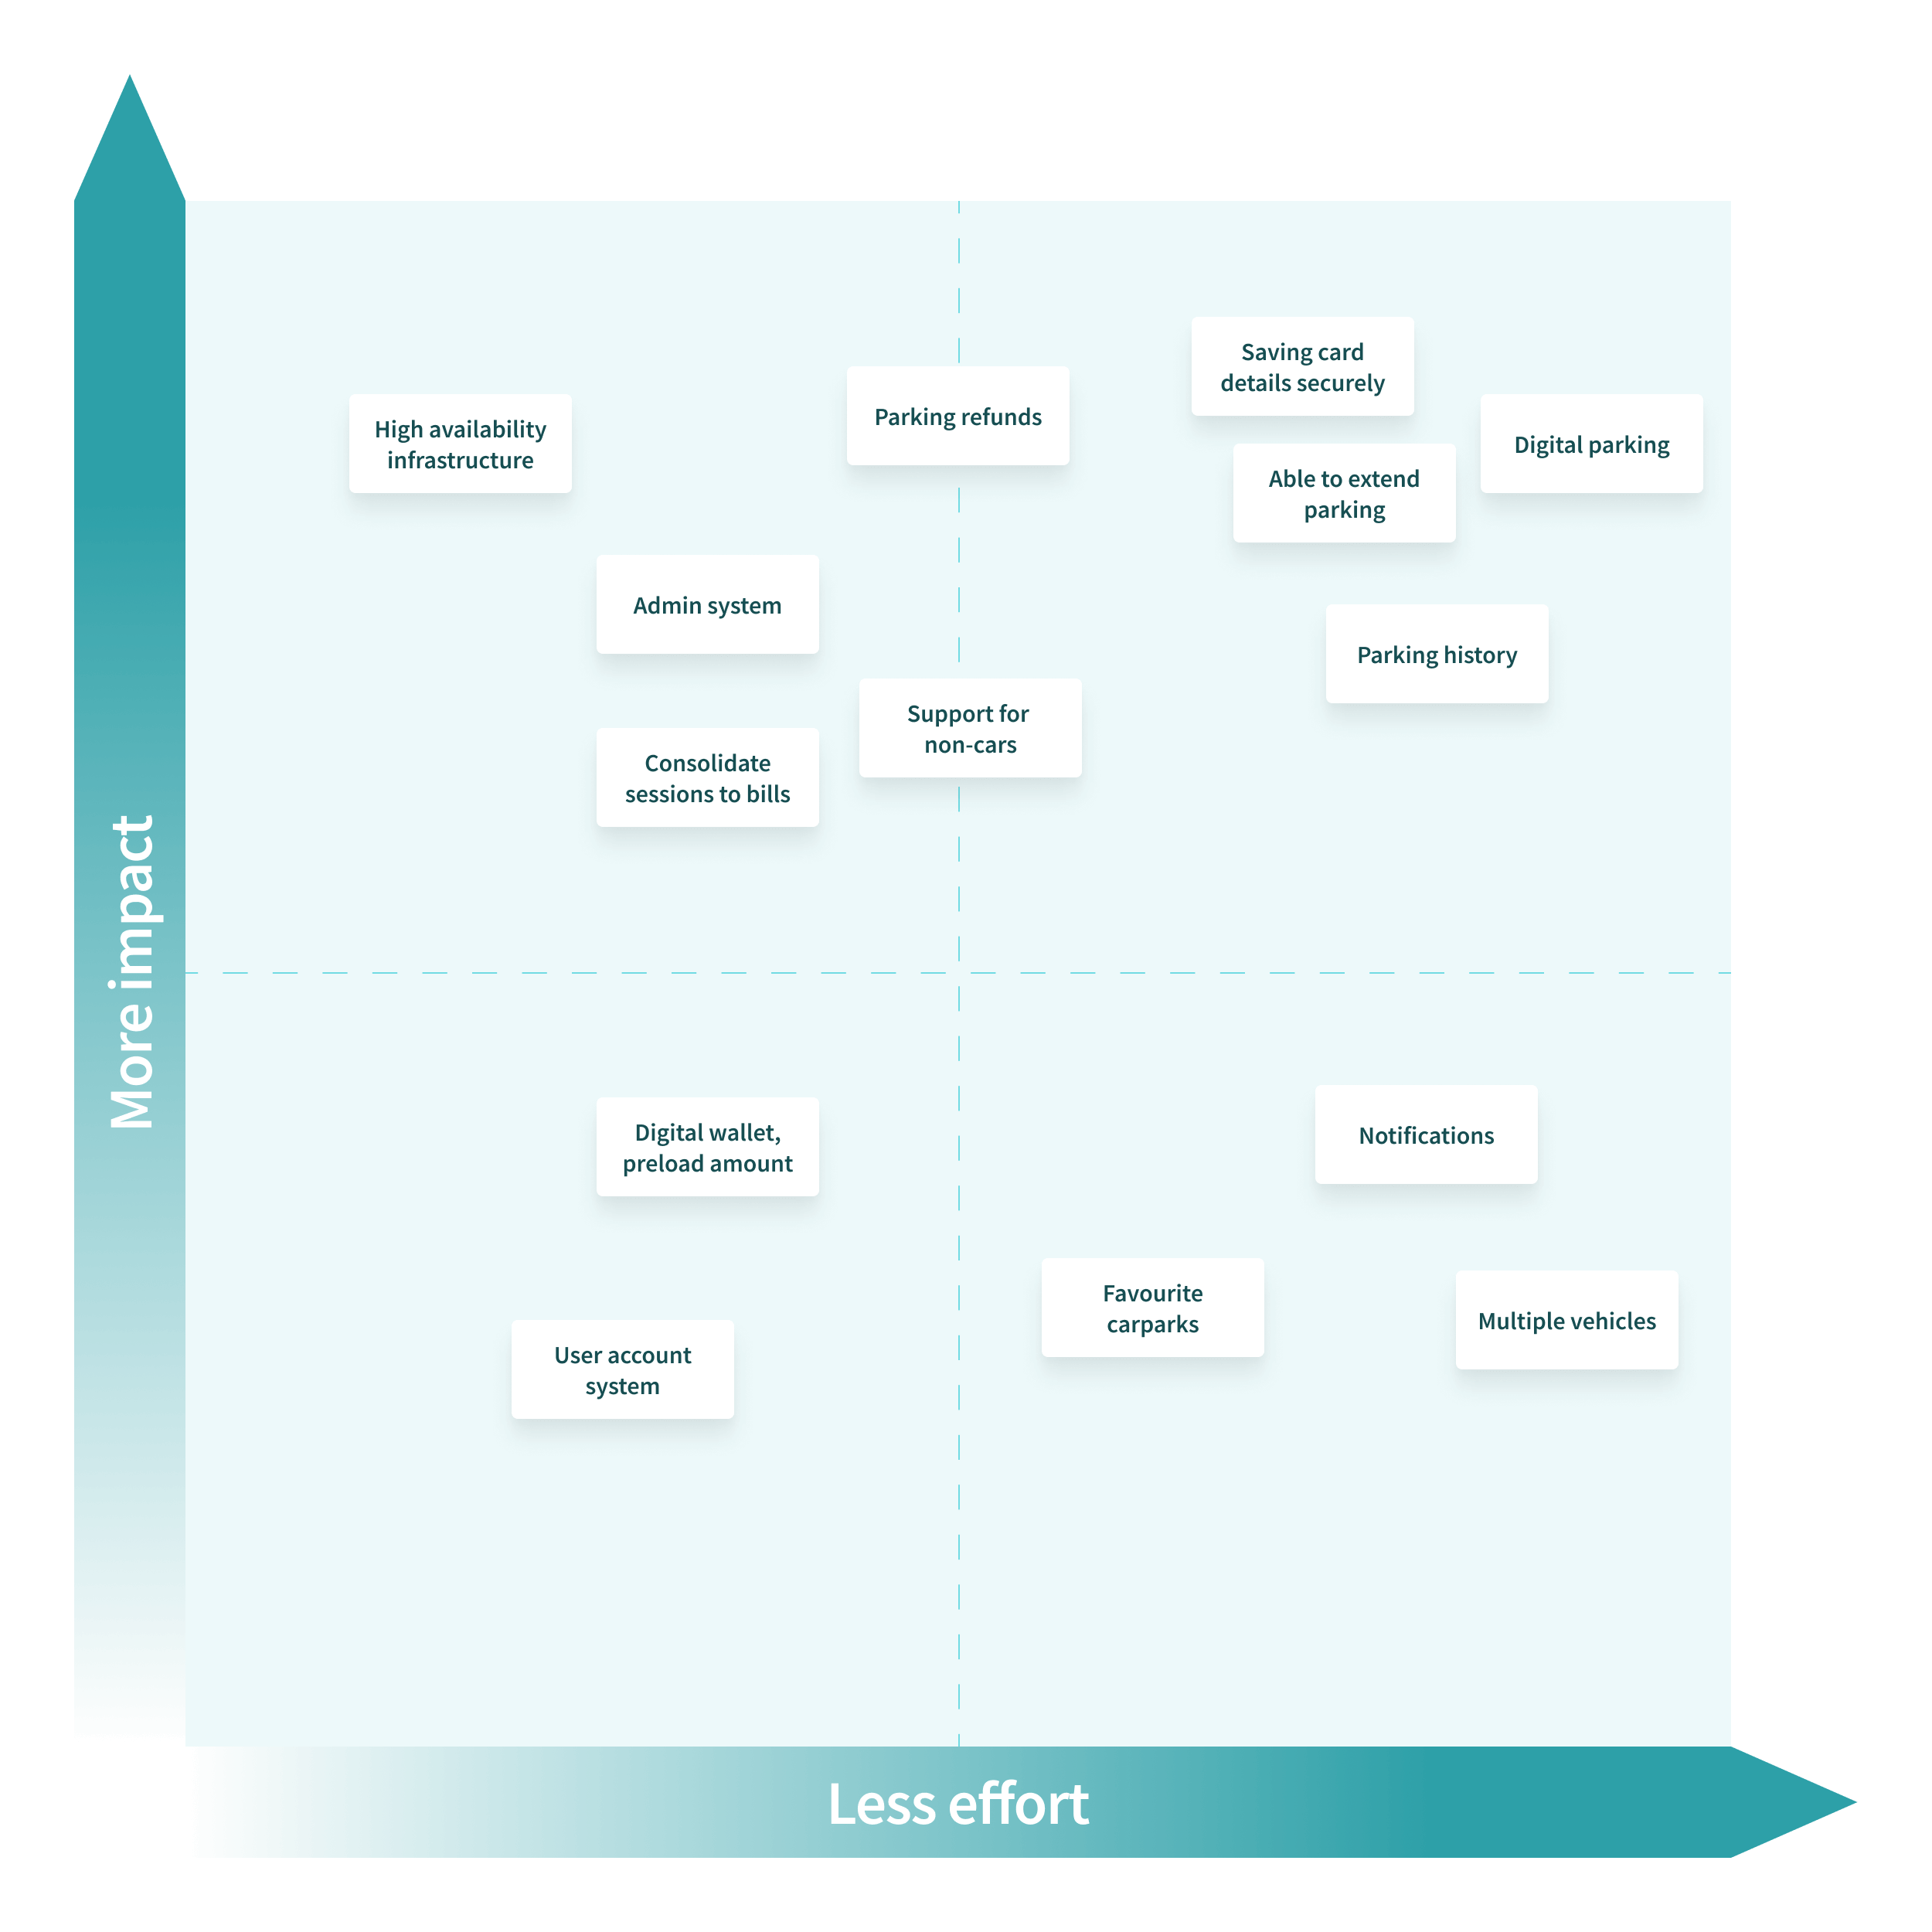 Saving card
details securely
Parking refunds
High availability
infrastructure
Digital parking
Able to extend
parking
Admin system
Parking history
Support for
non-cars
Consolidate
sessions to bills
More impact
Digital wallet,
preload amount
Notifications
Favourite
carparks
Multiple vehicles
User account
system
Less effort